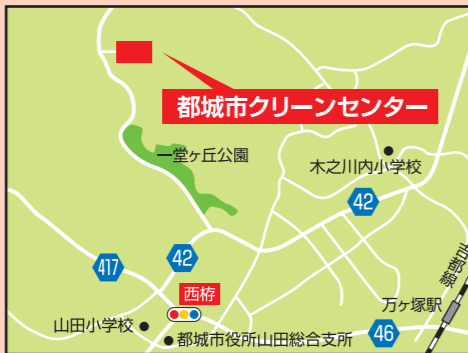 都城市クリーンセンター
一堂ヶ丘公園
木之川内小学校
42
417
42
西栫
吉都線
万ヶ塚駅
山田小学校
都城市役所山田総合支所
46